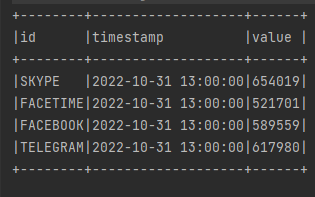 +--------+-------------------+------+
|id      |timestamp          |value |
+--------+-------------------+------+
|SKYPE   |2022-10-31 13:00:00|654019|
|FACETIME|2022-10-31 13:00:00|521701|
|FACEBOOK|2022-10-31 13:00:00|589559|
|TELEGRAM|2022-10-31 13:00:00|617980|
+--------+-------------------+------+